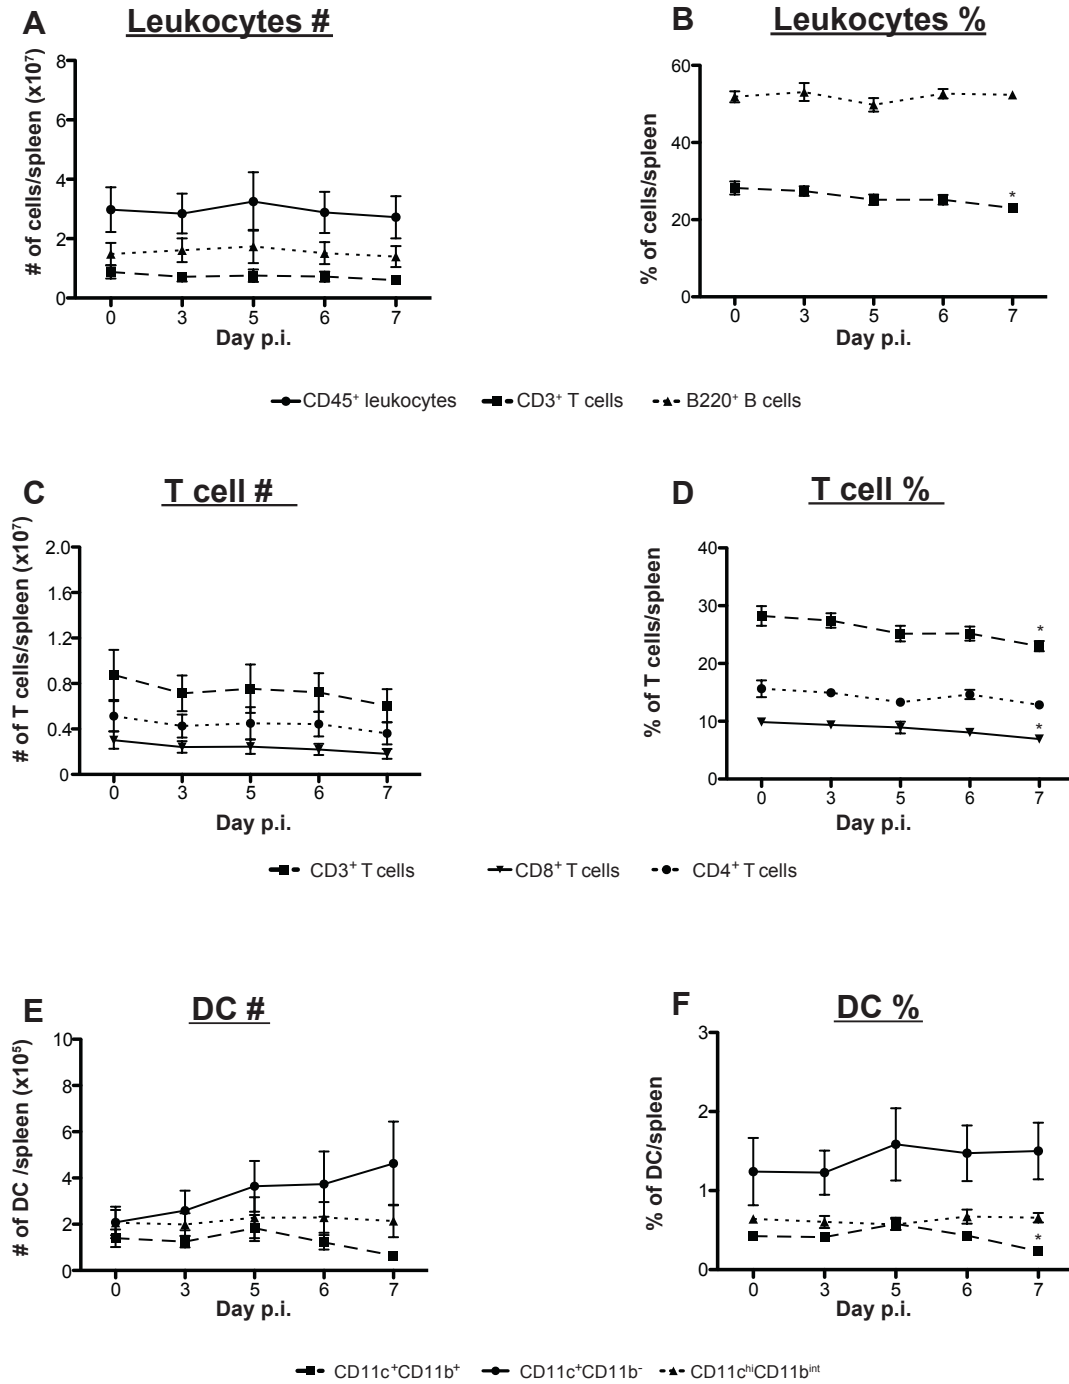 A
Leukocytes #
# of cells/spleen (x10⁷)
8
6
4
2
0
0 3 5 6 7
Day p.i.
B
Leukocytes %
% of cells/spleen
60
40
20
0
*
0 3 5 6 7
Day p.i.
CD45⁺ leukocytes CD3⁺ T cells B220⁺ B cells
C
T cell #
# of T cells/spleen (x10⁷)
2.0
1.6
1.2
0.8
0.4
0
0 3 5 6 7
Day p.i.
D
T cell %
% of T cells/spleen
40
30
20
10
0
*
*
0 3 5 6 7
Day p.i.
CD3⁺ T cells CD8⁺ T cells CD4⁺ T cells
E
DC #
# of DC /spleen (x10⁵)
10
8
6
4
2
0
0 3 5 6 7
Day p.i.
F
DC %
% of DC/spleen
3
2
1
0
*
0 3 5 6 7
Day p.i.
CD11c⁺CD11b⁺ CD11c⁺CD11b⁻ CD11cʰⁱCD11bⁱⁿᵗ